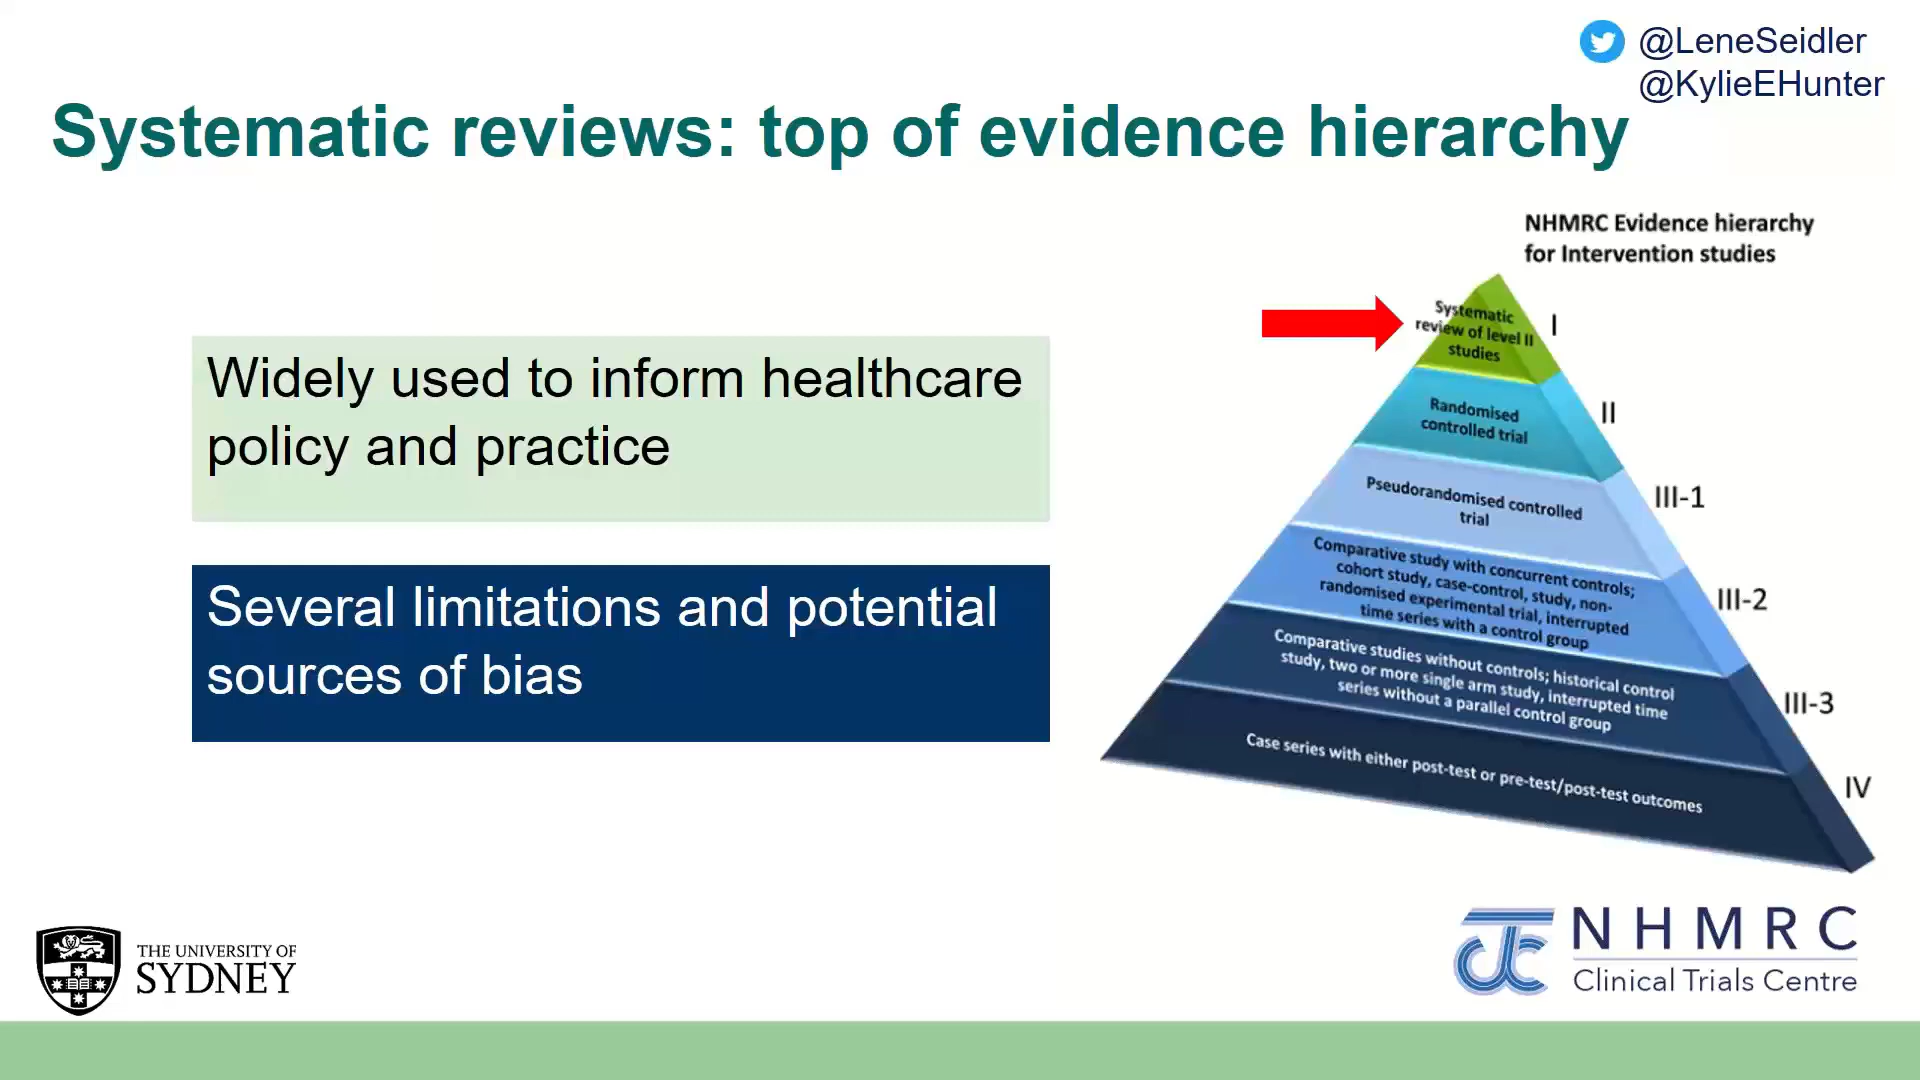 @LeneSeidler
@KylieEHunter
Systematic reviews: top of evidence hierarchy
Widely used to inform healthcare
policy and practice
Several limitations and potential
sources of bias
NHMRC Evidence hierarchy
for Intervention studies
Systematic
review of level II
studies
I
Randomised
controlled trial
II
Pseudorandomised controlled
trial
III-1
Comparative study with concurrent controls;
cohort study, case-control, study, non-
randomised experimental trial, interrupted
time series with a control group
III-2
Comparative studies without controls; historical control
study, two or more single arm study, interrupted time
series without a parallel control group
III-3
Case series with either post-test or pre-test/post-test outcomes
IV
THE UNIVERSITY OF
SYDNEY
NHMRC
Clinical Trials Centre